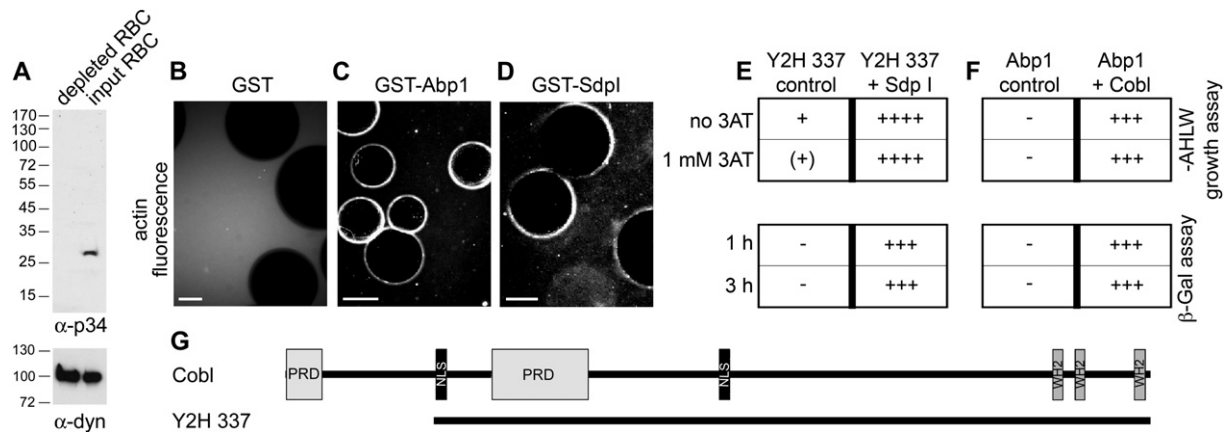 A
depleted RBC
input RBC
170
130
100
72
55
45
35
25
15
α-p34
130
100
72
α-dyn
actin
fluorescence
B
GST
C
GST-Abp1
D
GST-SdpI
E
Y2H 337 control
Y2H 337 + Sdp I
no 3AT + ++++
1 mM 3AT (+) ++++
1 h - +++
3 h - +++
F
Abp1 control
Abp1 + Cobl
- +++
- +++
-AHLW
growth assay
- +++
- +++
β-Gal assay
G
Cobl
PRD
NLS
PRD
NLS
WH2
WH2
WH2
Y2H 337